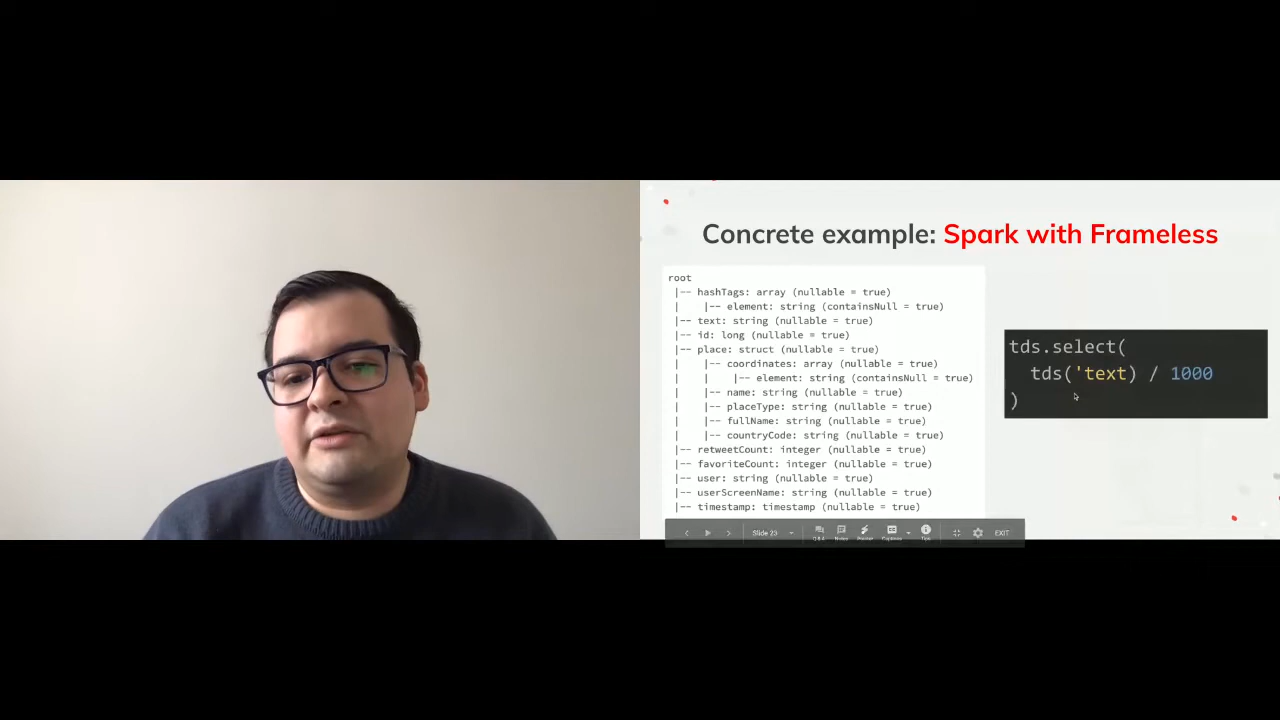 Concrete example: Spark with Frameless
root
|-- hashTags: array (nullable = true)
|    |-- element: string (containsNull = true)
|-- text: string (nullable = true)
|-- id: long (nullable = true)
|-- place: struct (nullable = true)
|    |-- coordinates: array (nullable = true)
|    |    |-- element: string (containsNull = true)
|    |-- name: string (nullable = true)
|    |-- placeType: string (nullable = true)
|    |-- fullName: string (nullable = true)
|    |-- countryCode: string (nullable = true)
|-- retweetCount: integer (nullable = true)
|-- favoriteCount: integer (nullable = true)
|-- user: string (nullable = true)
|-- userScreenName: string (nullable = true)
|-- timestamp: timestamp (nullable = true)
tds.select(
tds('text) / 1000
)
Slide 23
EXIT